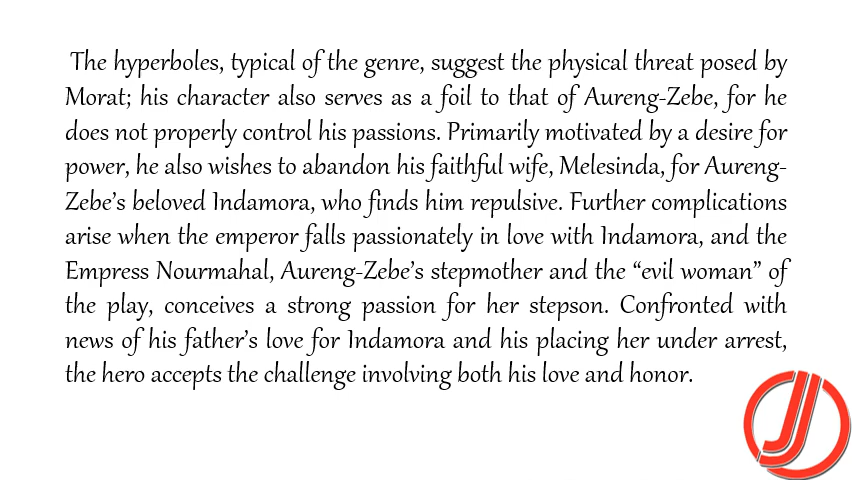 The hyperboles, typical of the genre, suggest the physical threat posed by
Morat; his character also serves as a foil to that of Aureng-Zebe, for he
does not properly control his passions. Primarily motivated by a desire for
power, he also wishes to abandon his faithful wife, Melesinda, for Aureng-
Zebe’s beloved Indamora, who finds him repulsive. Further complications
arise when the emperor falls passionately in love with Indamora, and the
Empress Nourmahal, Aureng-Zebe’s stepmother and the “evil woman” of
the play, conceives a strong passion for her stepson. Confronted with
news of his father’s love for Indamora and his placing her under arrest,
the hero accepts the challenge involving both his love and honor.